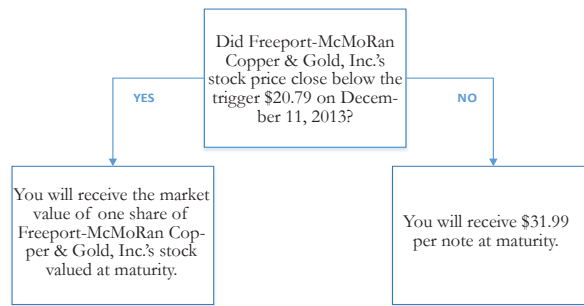 Did Freeport-McMoRan
Copper & Gold, Inc.'s
stock price close below the
trigger $20.79 on Decem-
ber 11, 2013?
YES
NO
You will receive the market
value of one share of
Freeport-McMoRan Cop-
per & Gold, Inc.'s stock
valued at maturity.
You will receive $31.99
per note at maturity.